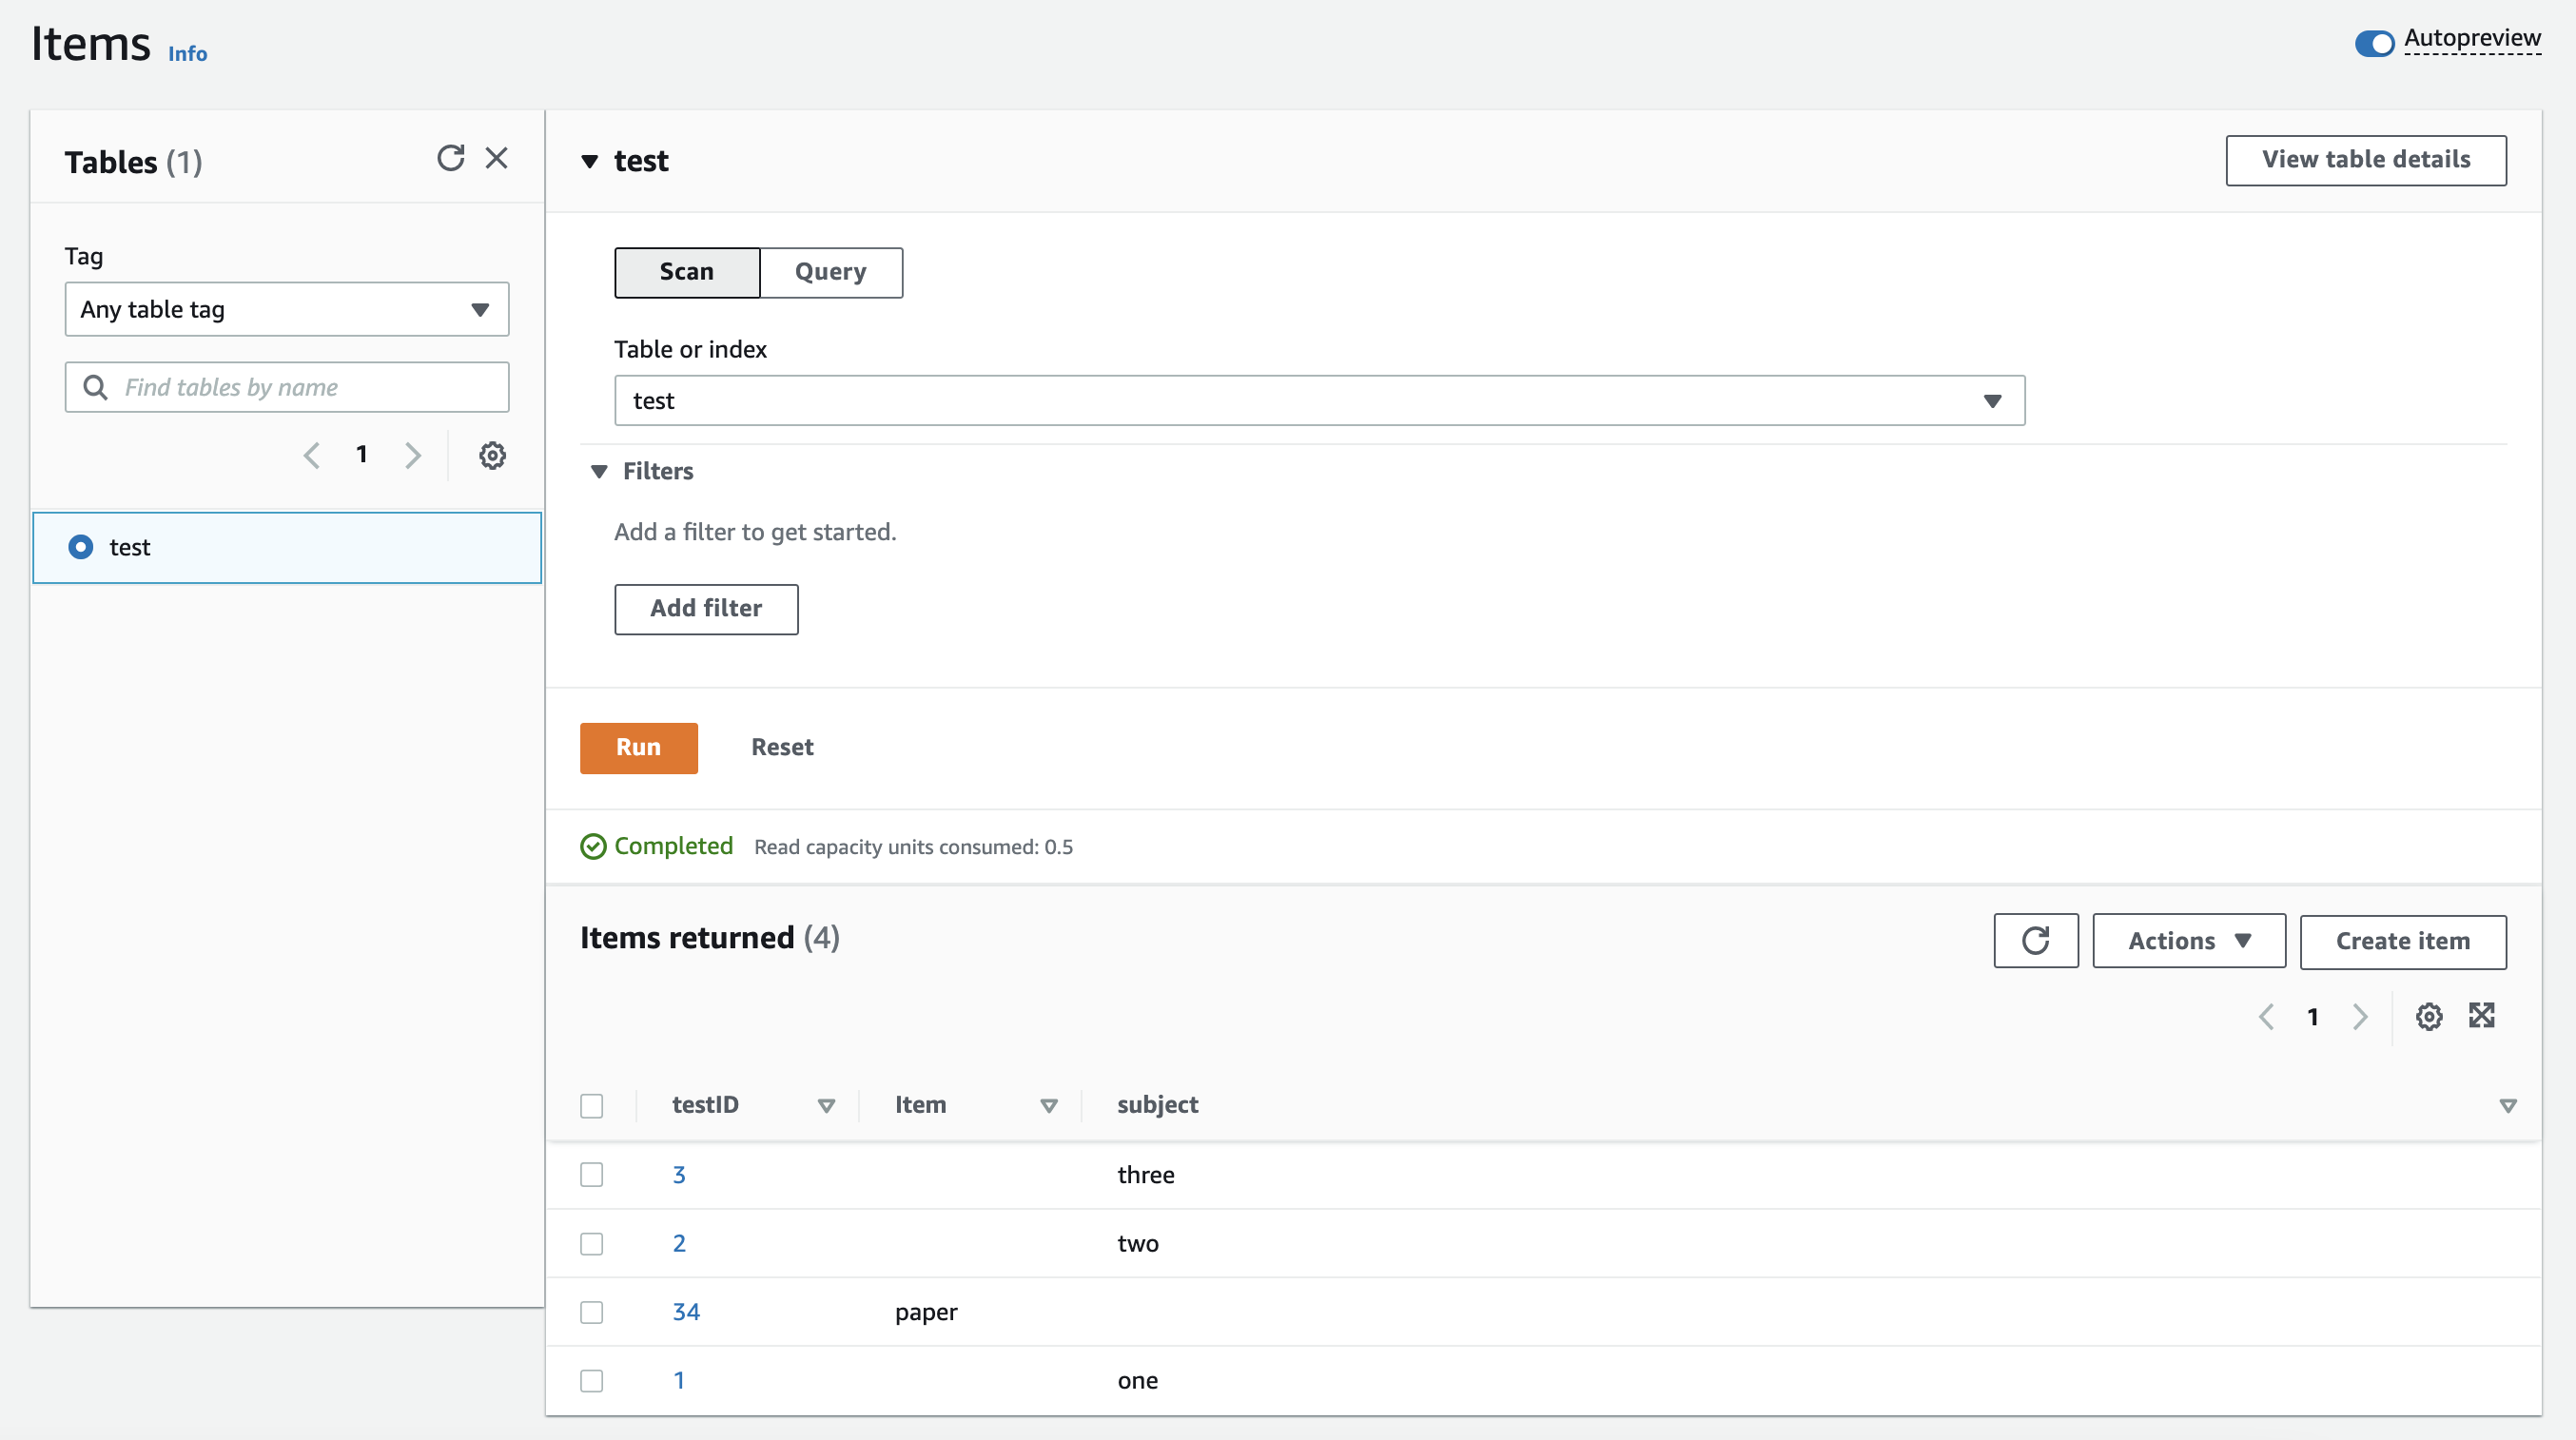 Items Info
Autopreview
Tables (1)
Tag
Any table tag
Find tables by name
1
test
test
View table details
Scan Query
Table or index
test
Filters
Add a filter to get started.
Add filter
Run Reset
Completed Read capacity units consumed: 0.5
Items returned (4)
Actions Create item
1
testID Item subject
3 three
2 two
34 paper
1 one